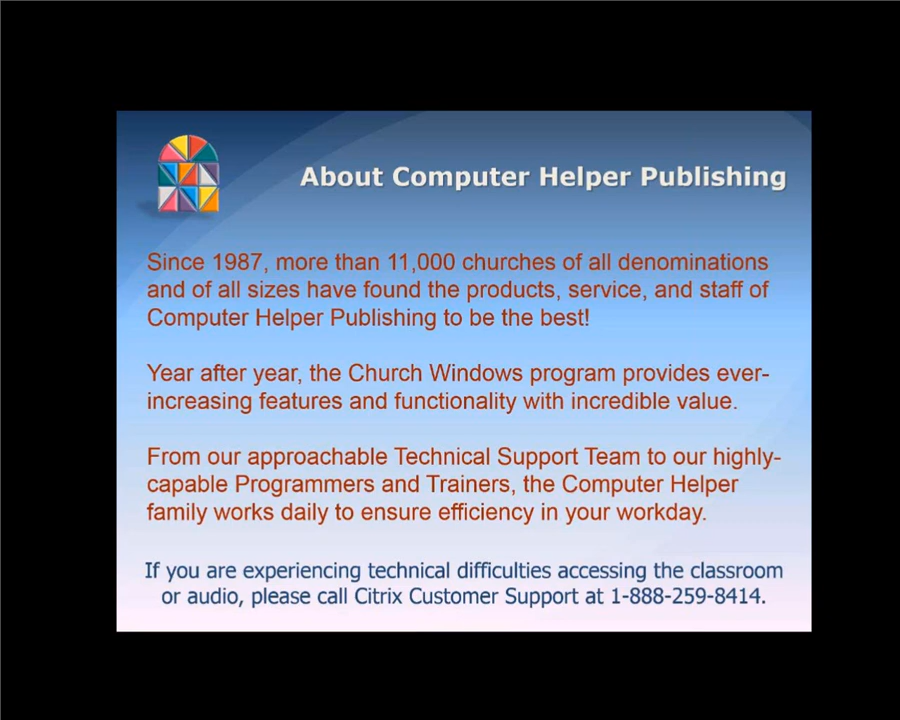 About Computer Helper Publishing
Since 1987, more than 11,000 churches of all denominations
and of all sizes have found the products, service, and staff of
Computer Helper Publishing to be the best!
Year after year, the Church Windows program provides ever-
increasing features and functionality with incredible value.
From our approachable Technical Support Team to our highly-
capable Programmers and Trainers, the Computer Helper
family works daily to ensure efficiency in your workday.
If you are experiencing technical difficulties accessing the classroom
or audio, please call Citrix Customer Support at 1-888-259-8414.